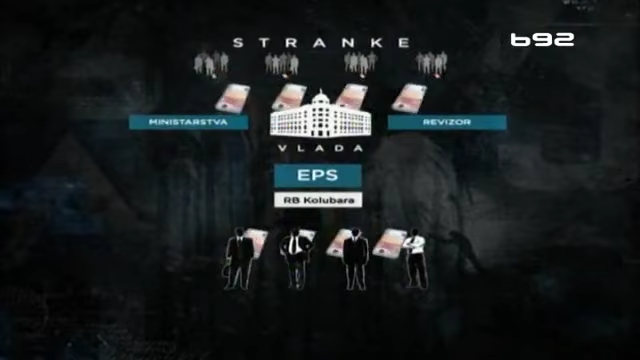 b92
STRANKE
MINISTARSTVA
REVIZOR
VLADA
EPS
RB Kolubara